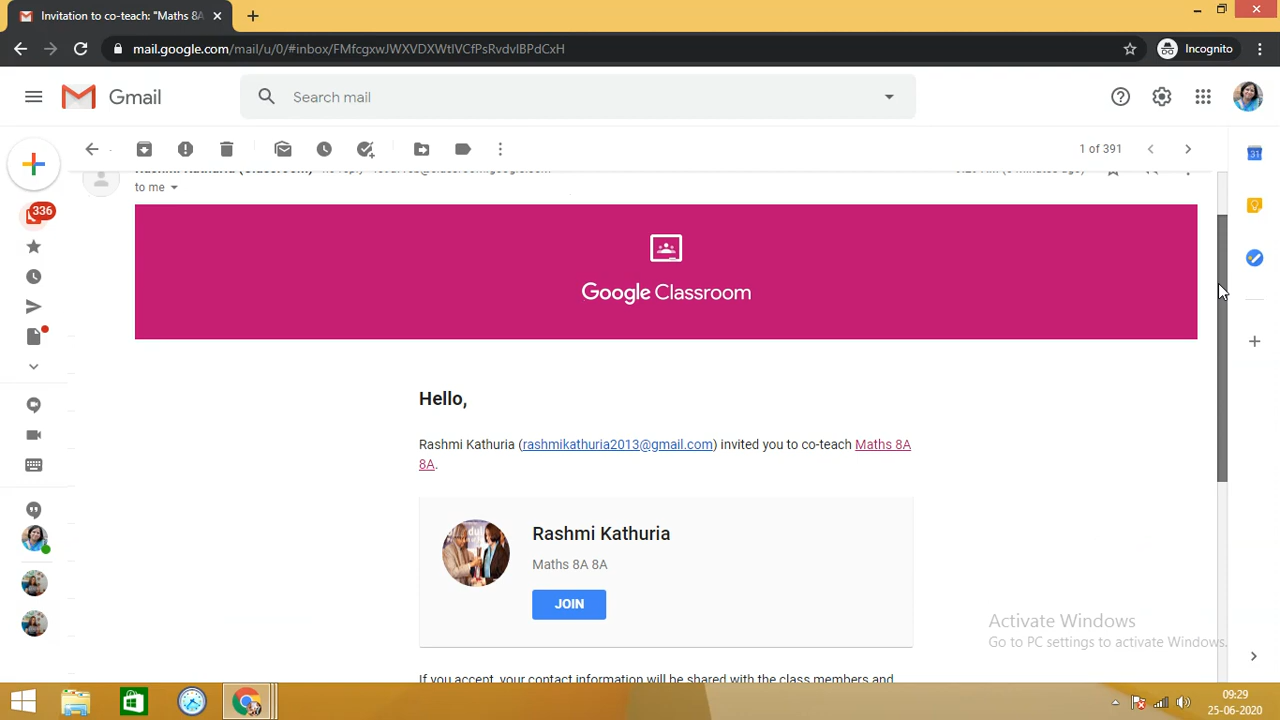 Invitation to co-teach: "Maths 8A
mail.google.com/mail/u/0/#inbox/FMfcgxwJWXVDXWtlVCfPsRvdvlBPdCxH
Incognito
Gmail
Search mail
1 of 391
to me
336
31
Google Classroom
Hello,
Rashmi Kathuria (rashmikathuria2013@gmail.com) invited you to co-teach Maths 8A
8A.
Rashmi Kathuria
Maths 8A 8A
JOIN
Activate Windows
Go to PC settings to activate Windows.
If you accept, your contact information will be shared with the class members and
09:29
25-06-2020